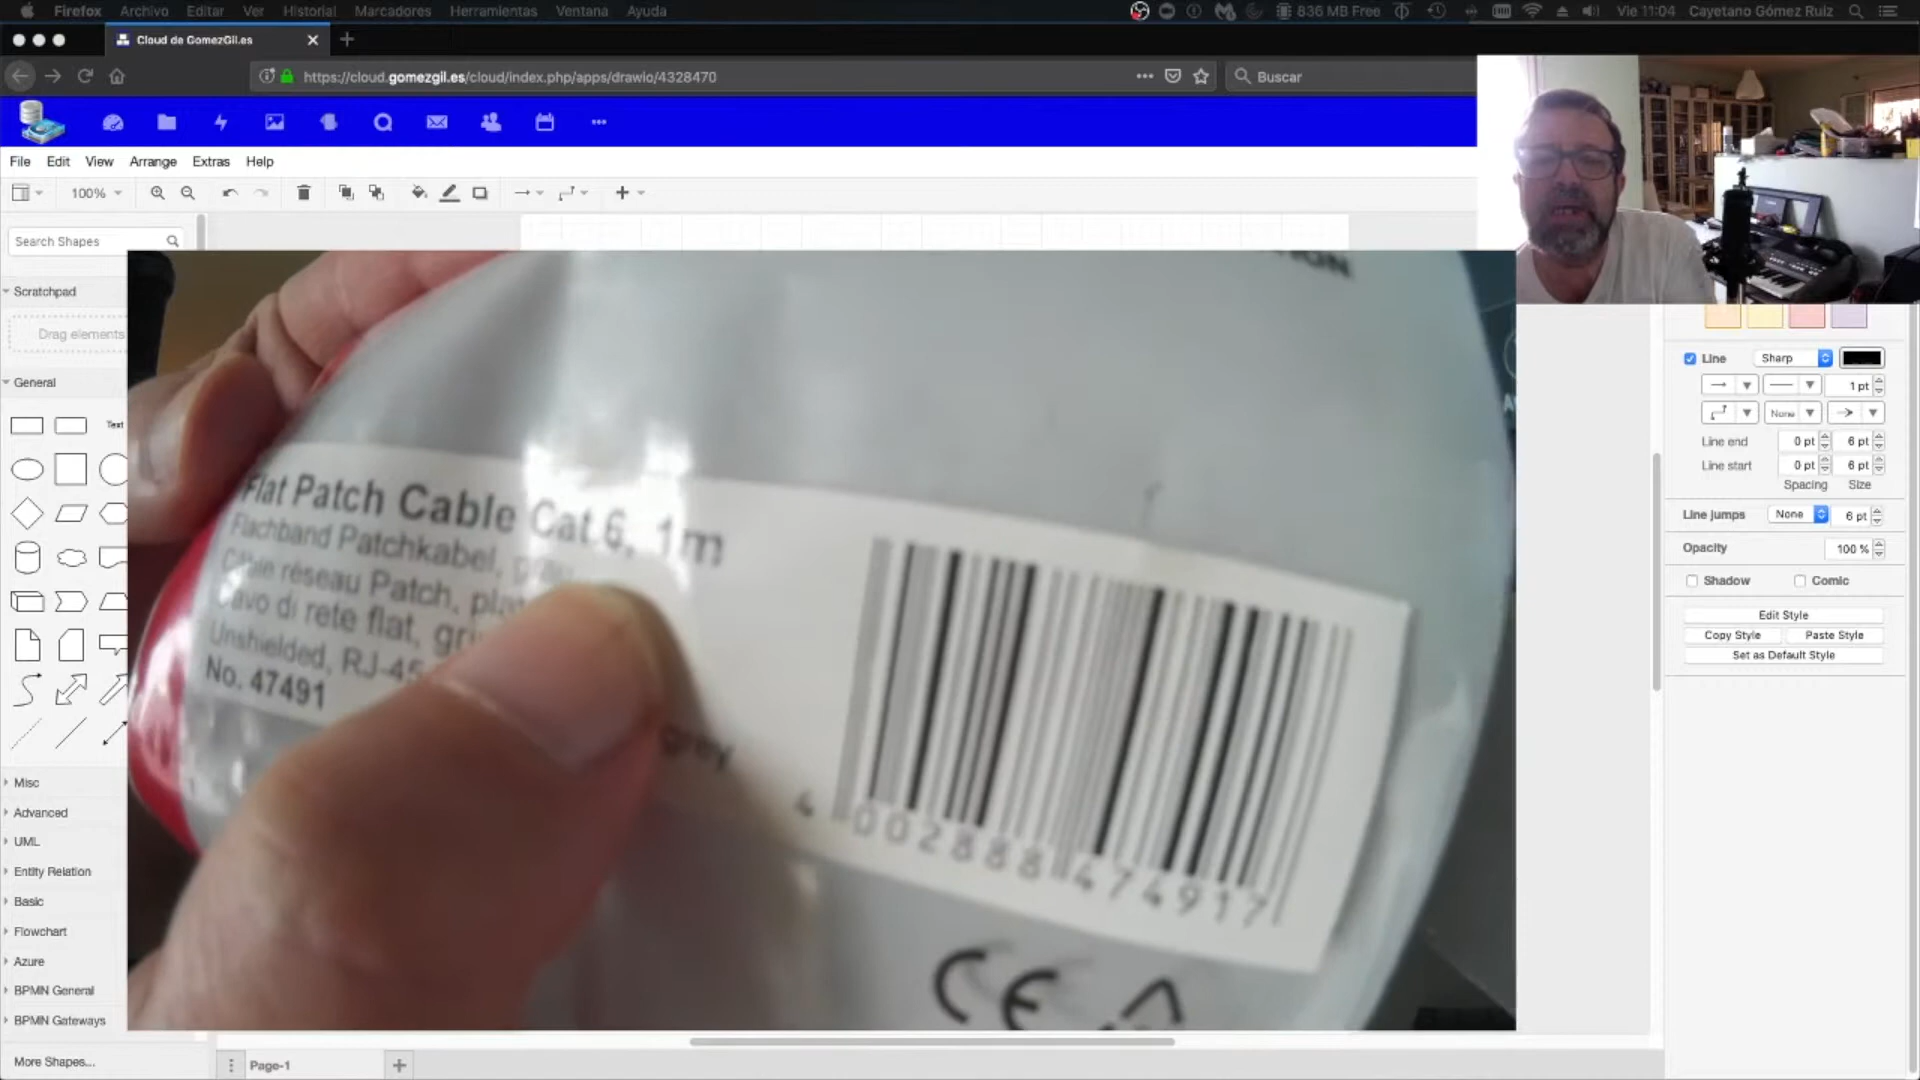 Firefox Archivo Editar Ver Historial Marcadores Herramientas Ventana Ayuda 836 MB Free Vie 11:04 Cayetano Gómez Ruiz
Cloud de GomezGil.es
https://cloud.gomezgil.es/cloud/index.php/apps/drawio/4328470
Buscar
File Edit View Arrange Extras Help
100%
Search Shapes
Scratchpad
Drag elements
General
Text
Misc
Advanced
UML
Entity Relation
Basic
Flowchart
Azure
BPMN General
BPMN Gateways
More Shapes...
Flat Patch Cable Cat.6, 1m
Flachband Patchkabel,
Câble réseau Patch,
Cavo di rete flat,
Unshielded, RJ-45
No. 47491
grey
4 002888 474917
CE
Line Sharp
1 pt
None
Line end 0 pt 6 pt
Line start 0 pt 6 pt
Spacing Size
Line jumps None 6 pt
Opacity 100 %
Shadow Comic
Edit Style
Copy Style Paste Style
Set as Default Style
Page-1